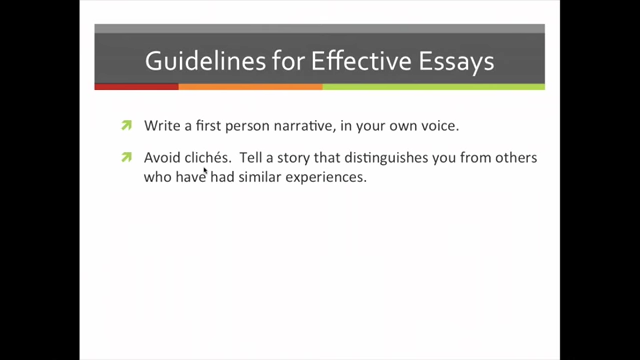 Guidelines for Effective Essays
Write a first person narrative, in your own voice.
Avoid clichés.  Tell a story that distinguishes you from others
who have had similar experiences.